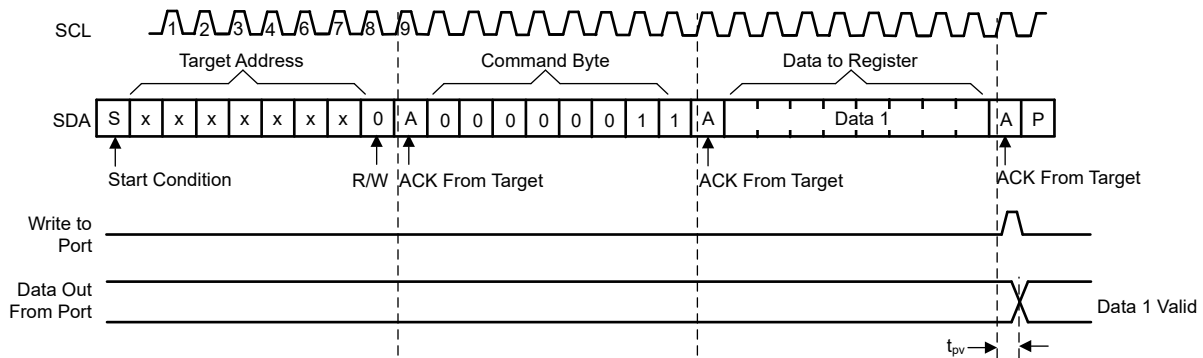 SCL 1 2 3 4 6 7 8 9
Target Address Command Byte Data to Register
SDA S x x x x x x x 0 A 0 0 0 0 0 0 1 1 A Data 1 A P
Start Condition R/W ACK From Target ACK From Target ACK From Target
Write to
Port
Data Out
From Port
Data 1 Valid
tpv